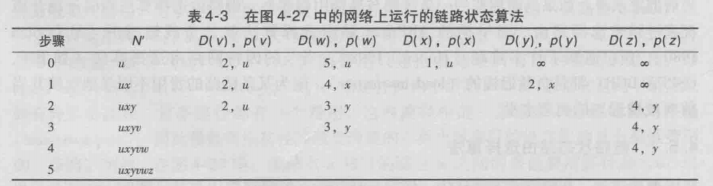 表 4-3 在图 4-27 中的网络上运行的链路状态算法
步骤 N' D(v), p(v) D(w), p(w) D(x), p(x) D(y), p(y) D(z), p(z)
0 u 2, u 5, u 1, u ∞ ∞
1 ux 2, u 4, x 2, x ∞
2 uxy 2, u 3, y 4, y
3 uxyv 3, y 4, y
4 uxyvw 4, y
5 uxyvwz